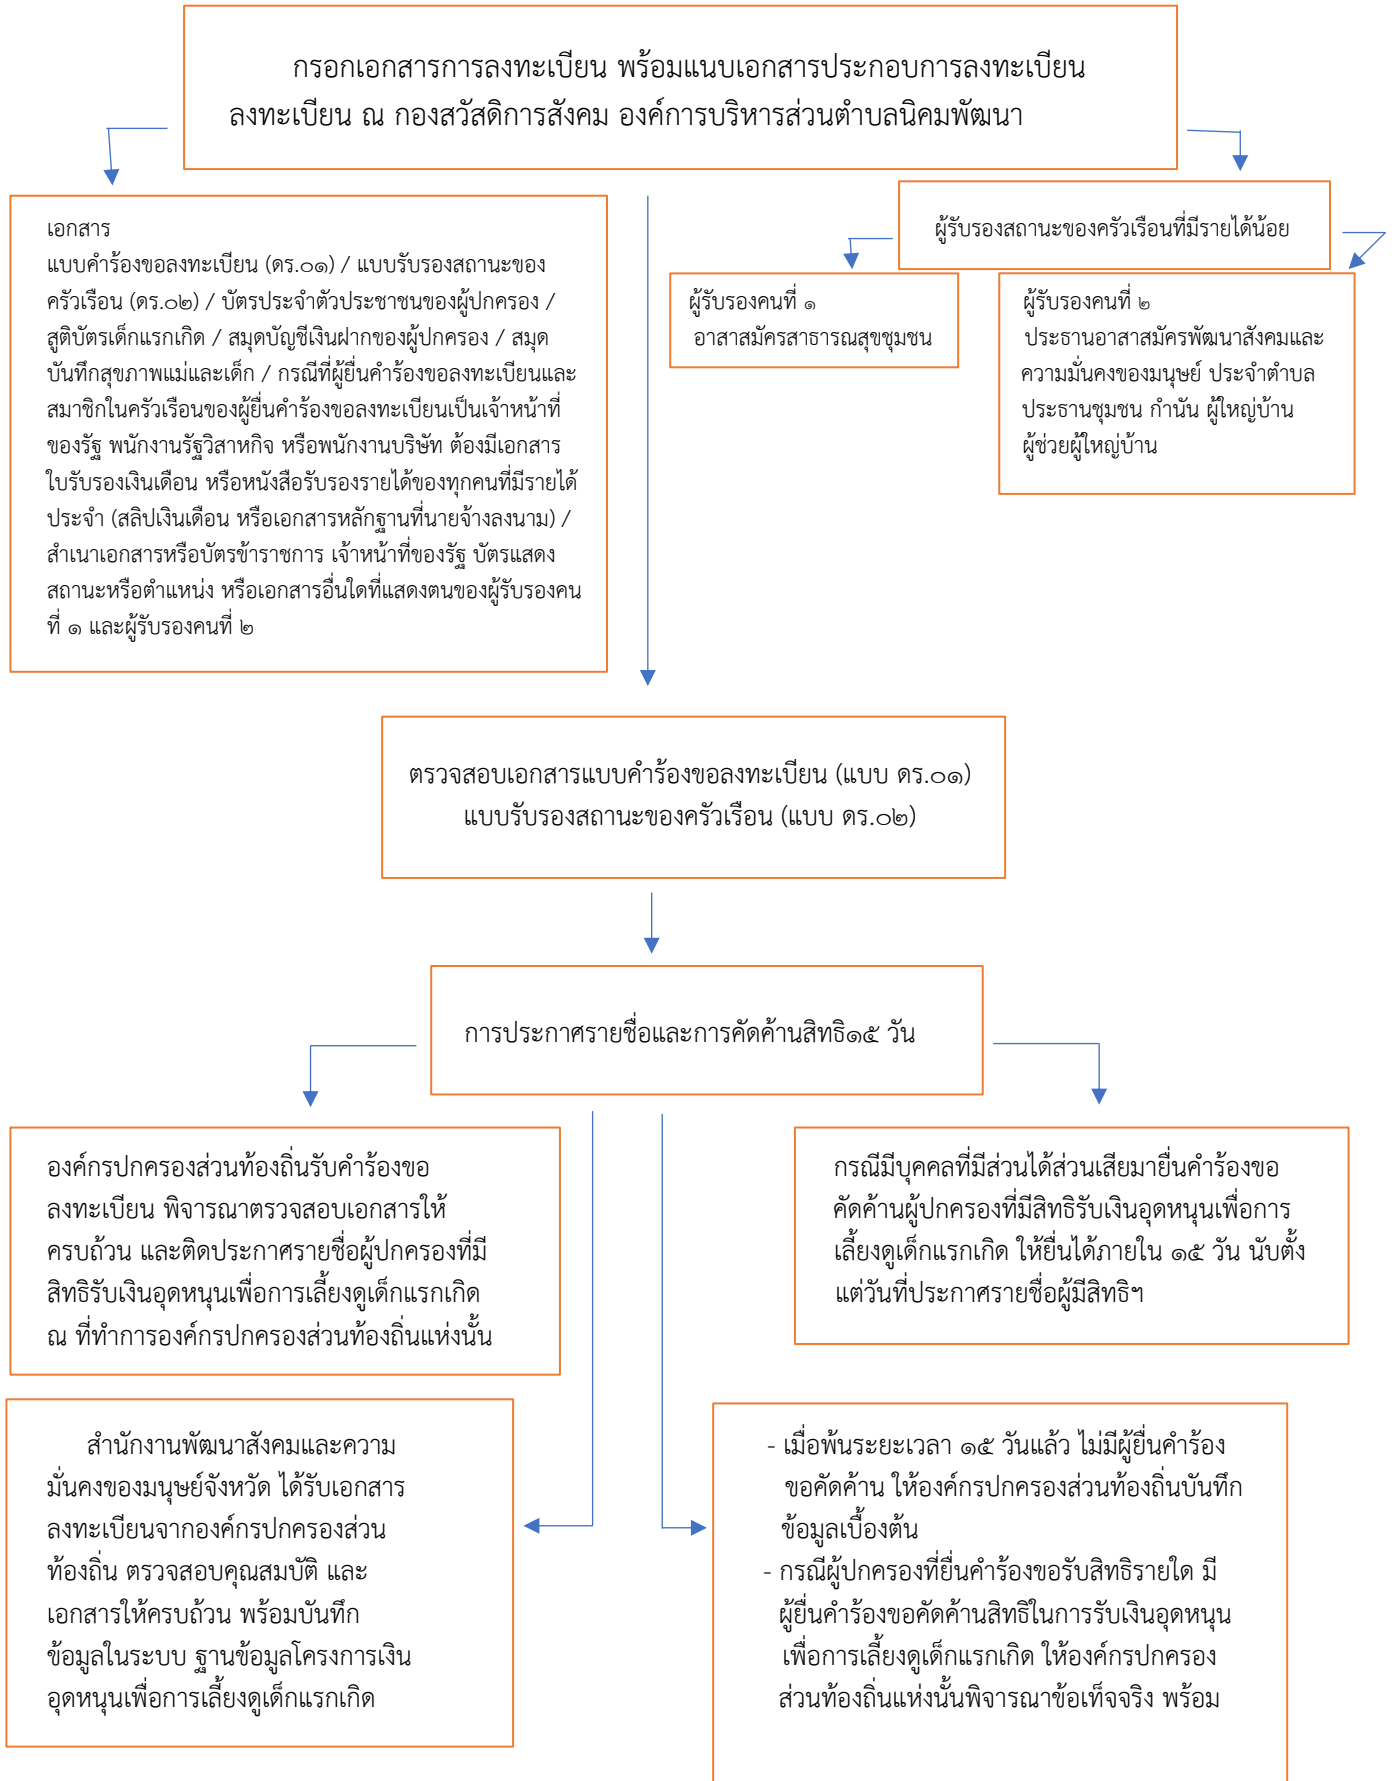 กรอกเอกสารการลงทะเบียน พร้อมแนบเอกสารประกอบการลงทะเบียน
ลงทะเบียน ณ กองสวัสดิการสังคม องค์การบริหารส่วนตำบลนิคมพัฒนา
เอกสาร
แบบคำร้องขอลงทะเบียน (ดร.๐๑) / แบบรับรองสถานะของ
ครัวเรือน (ดร.๐๒) / บัตรประจำตัวประชาชนของผู้ปกครอง /
สูติบัตรเด็กแรกเกิด / สมุดบัญชีเงินฝากของผู้ปกครอง / สมุด
บันทึกสุขภาพแม่และเด็ก / กรณีที่ผู้ยื่นคำร้องขอลงทะเบียนและ
สมาชิกในครัวเรือนของผู้ยื่นคำร้องขอลงทะเบียนเป็นเจ้าหน้าที่
ของรัฐ พนักงานรัฐวิสาหกิจ หรือพนักงานบริษัท ต้องมีเอกสาร
ใบรับรองเงินเดือน หรือหนังสือรับรองรายได้ของทุกคนที่มีรายได้
ประจำ (สลิปเงินเดือน หรือเอกสารหลักฐานที่นายจ้างลงนาม) /
สำเนาเอกสารหรือบัตรข้าราชการ เจ้าหน้าที่ของรัฐ บัตรแสดง
สถานะหรือตำแหน่ง หรือเอกสารอื่นใดที่แสดงตนของผู้รับรองคน
ที่ ๑ และผู้รับรองคนที่ ๒
ผู้รับรองสถานะของครัวเรือนที่มีรายได้น้อย
ผู้รับรองคนที่ ๑
อาสาสมัครสาธารณสุขชุมชน
ผู้รับรองคนที่ ๒
ประธานอาสาสมัครพัฒนาสังคมและ
ความมั่นคงของมนุษย์ ประจำตำบล
ประธานชุมชน กำนัน ผู้ใหญ่บ้าน
ผู้ช่วยผู้ใหญ่บ้าน
ตรวจสอบเอกสารแบบคำร้องขอลงทะเบียน (แบบ ดร.๐๑)
แบบรับรองสถานะของครัวเรือน (แบบ ดร.๐๒)
การประกาศรายชื่อและการคัดค้านสิทธิ๑๕ วัน
องค์กรปกครองส่วนท้องถิ่นรับคำร้องขอ
ลงทะเบียน พิจารณาตรวจสอบเอกสารให้
ครบถ้วน และติดประกาศรายชื่อผู้ปกครองที่มี
สิทธิรับเงินอุดหนุนเพื่อการเลี้ยงดูเด็กแรกเกิด
ณ ที่ทำการองค์กรปกครองส่วนท้องถิ่นแห่งนั้น
กรณีมีบุคคลที่มีส่วนได้ส่วนเสียมายื่นคำร้องขอ
คัดค้านผู้ปกครองที่มีสิทธิรับเงินอุดหนุนเพื่อการ
เลี้ยงดูเด็กแรกเกิด ให้ยื่นได้ภายใน ๑๕ วัน นับตั้ง
แต่วันที่ประกาศรายชื่อผู้มีสิทธิฯ
สำนักงานพัฒนาสังคมและความ
มั่นคงของมนุษย์จังหวัด ได้รับเอกสาร
ลงทะเบียนจากองค์กรปกครองส่วน
ท้องถิ่น ตรวจสอบคุณสมบัติ และ
เอกสารให้ครบถ้วน พร้อมบันทึก
ข้อมูลในระบบ ฐานข้อมูลโครงการเงิน
อุดหนุนเพื่อการเลี้ยงดูเด็กแรกเกิด
- เมื่อพ้นระยะเวลา ๑๕ วันแล้ว ไม่มีผู้ยื่นคำร้อง
ขอคัดค้าน ให้องค์กรปกครองส่วนท้องถิ่นบันทึก
ข้อมูลเบื้องต้น
- กรณีผู้ปกครองที่ยื่นคำร้องขอรับสิทธิรายใด มี
ผู้ยื่นคำร้องขอคัดค้านสิทธิในการรับเงินอุดหนุน
เพื่อการเลี้ยงดูเด็กแรกเกิด ให้องค์กรปกครอง
ส่วนท้องถิ่นแห่งนั้นพิจารณาข้อเท็จจริง พร้อม